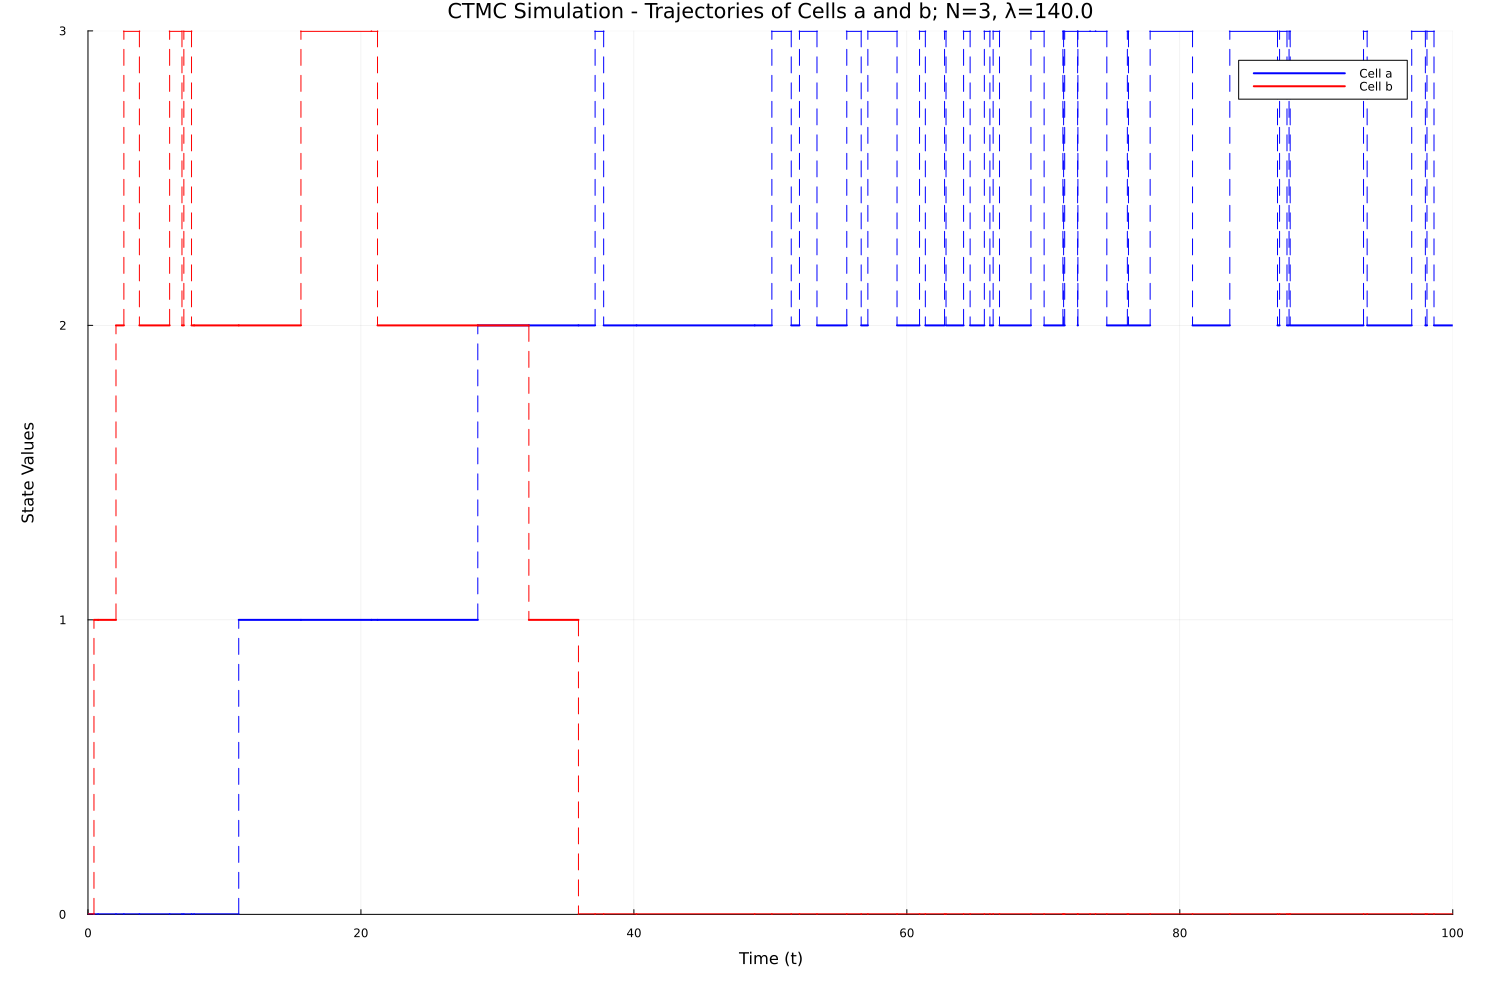 CTMC Simulation - Trajectories of Cells a and b; N=3, λ=140.0
3
Cell a
Cell b
2
State Values
1
0
0 20 40 60 80 100
Time (t)